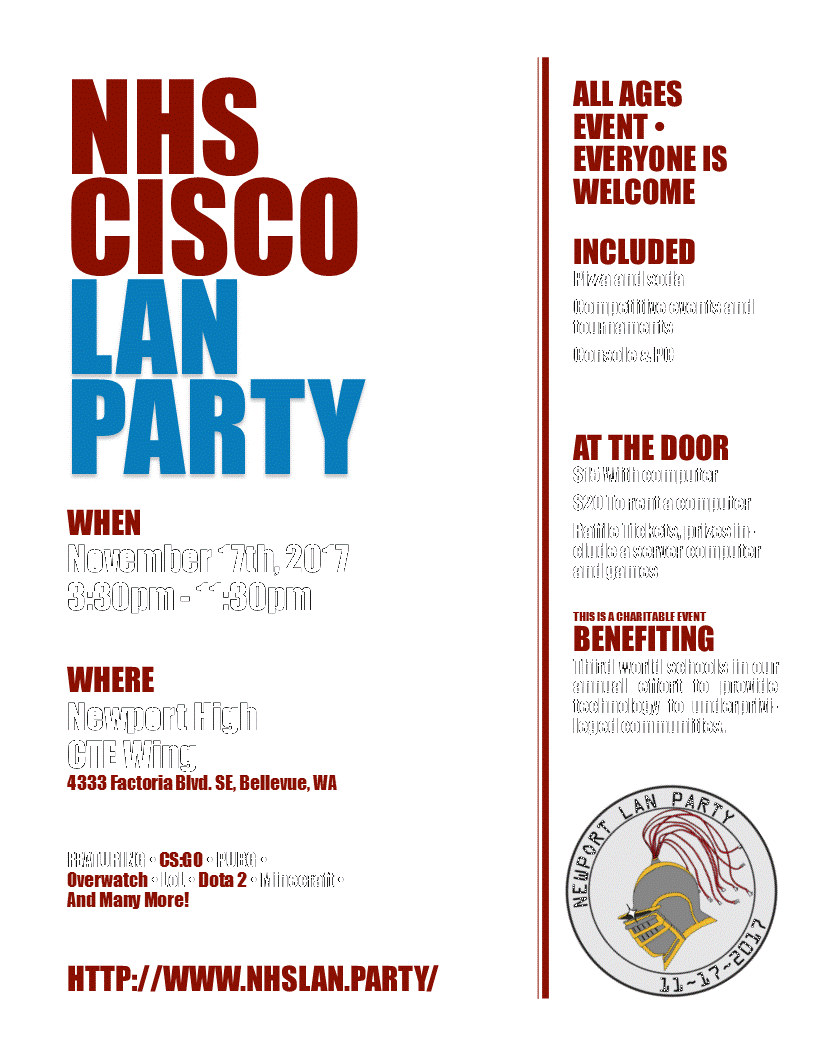 NHS
CISCO
LAN
PARTY
WHEN
November 17th, 2017
3:30pm - 11:30pm
WHERE
Newport High
CTE Wing
4333 Factoria Blvd. SE, Bellevue, WA
FEATURING • CS:GO • PUBG •
Overwatch • LoL • Dota 2 • Minecraft •
And Many More!
HTTP://WWW.NHSLAN.PARTY/
ALL AGES
EVENT •
EVERYONE IS
WELCOME
INCLUDED
Pizza and soda
Competitive events and
tournaments
Console & PC
AT THE DOOR
$15 With computer
$20 To rent a computer
Raffle Tickets, prizes in-
clude a server computer
and games
THIS IS A CHARITABLE EVENT
BENEFITING
Third world schools in our
annual effort to provide
technology to underprivi-
leged communities.
NEWPORT LAN PARTY
11-17-2017